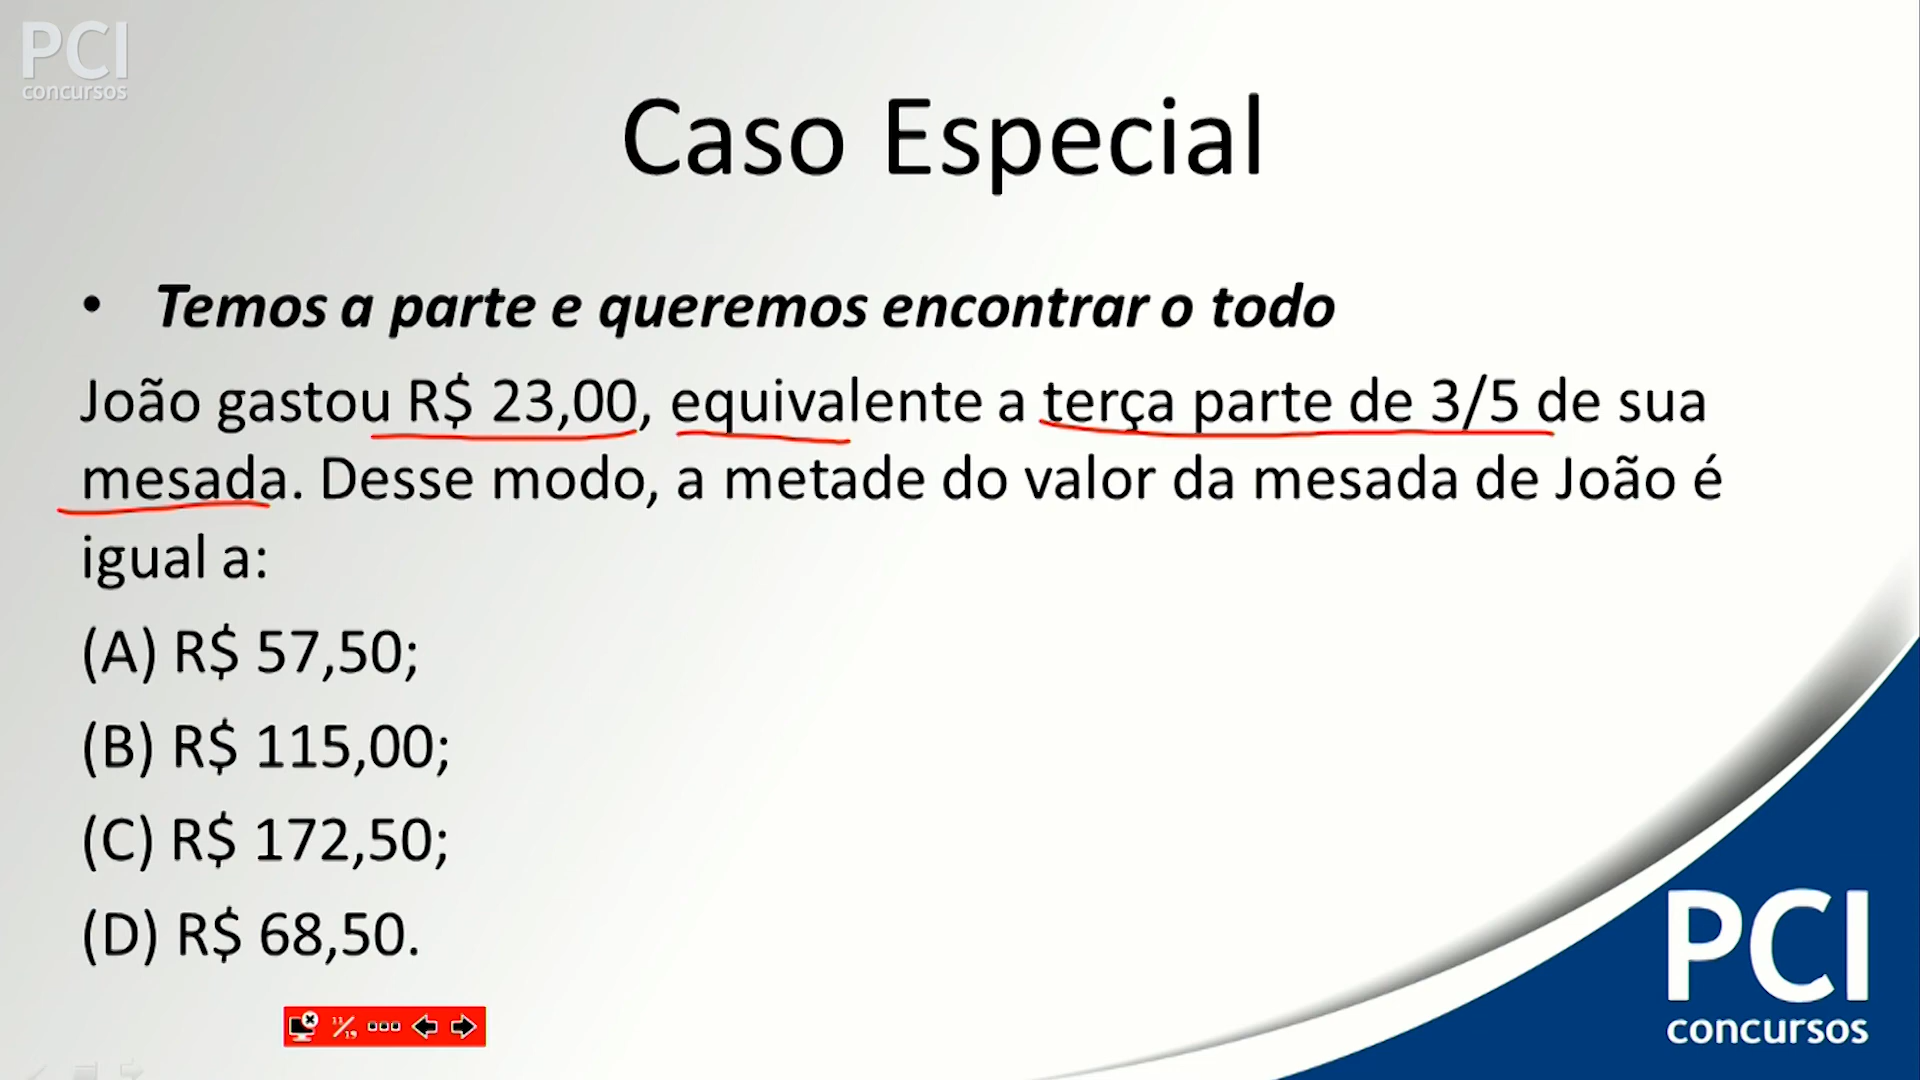 PCI
concursos
Caso Especial
• Temos a parte e queremos encontrar o todo
João gastou R$ 23,00, equivalente a terça parte de 3/5 de sua
mesada. Desse modo, a metade do valor da mesada de João é
igual a:
(A) R$ 57,50;
(B) R$ 115,00;
(C) R$ 172,50;
(D) R$ 68,50.
11/19
PCI
concursos